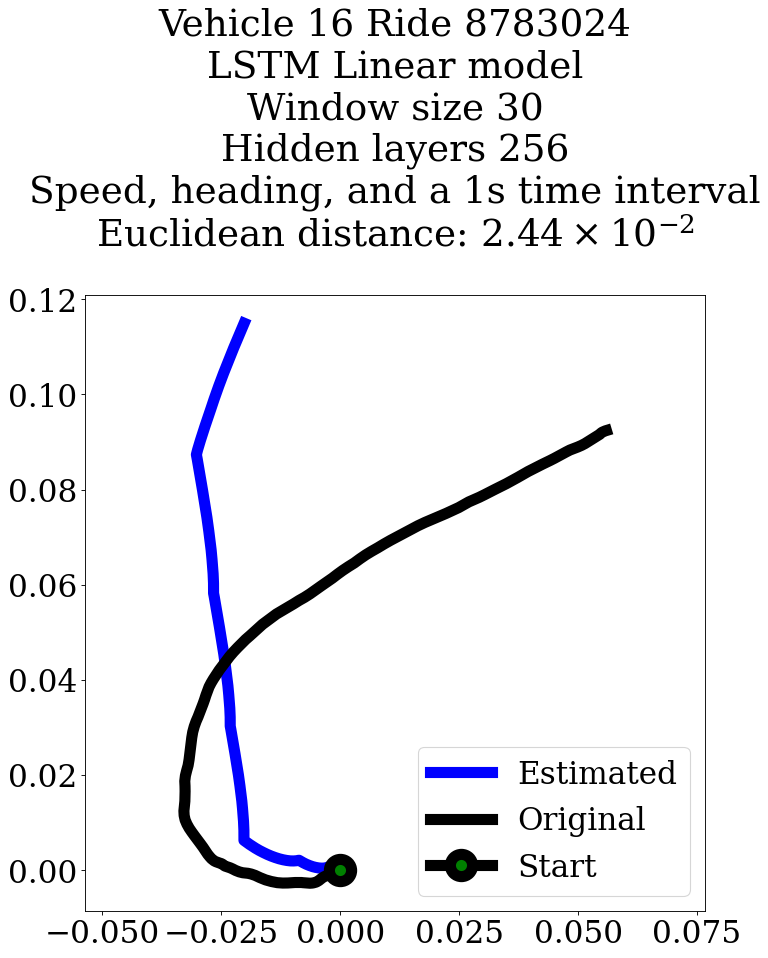 Vehicle 16 Ride 8783024
LSTM Linear model
Window size 30
Hidden layers 256
Speed, heading, and a 1s time interval
Euclidean distance: 2.44 × 10⁻²
0.12
0.10
0.08
0.06
0.04
0.02
0.00
Estimated
Original
Start
−0.050 −0.025 0.000 0.025 0.050 0.075